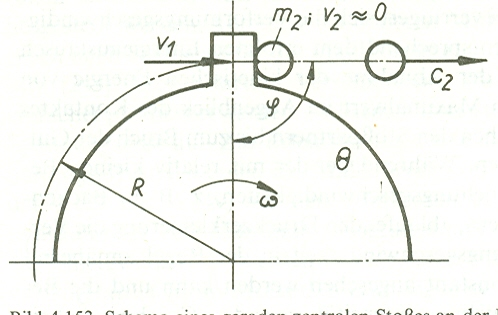 m₂; v₂ ≈ 0
v₁
c₂
φ
Θ
R
ω
Bild 4.152. Schema eines geraden zentralen Stoßes an der